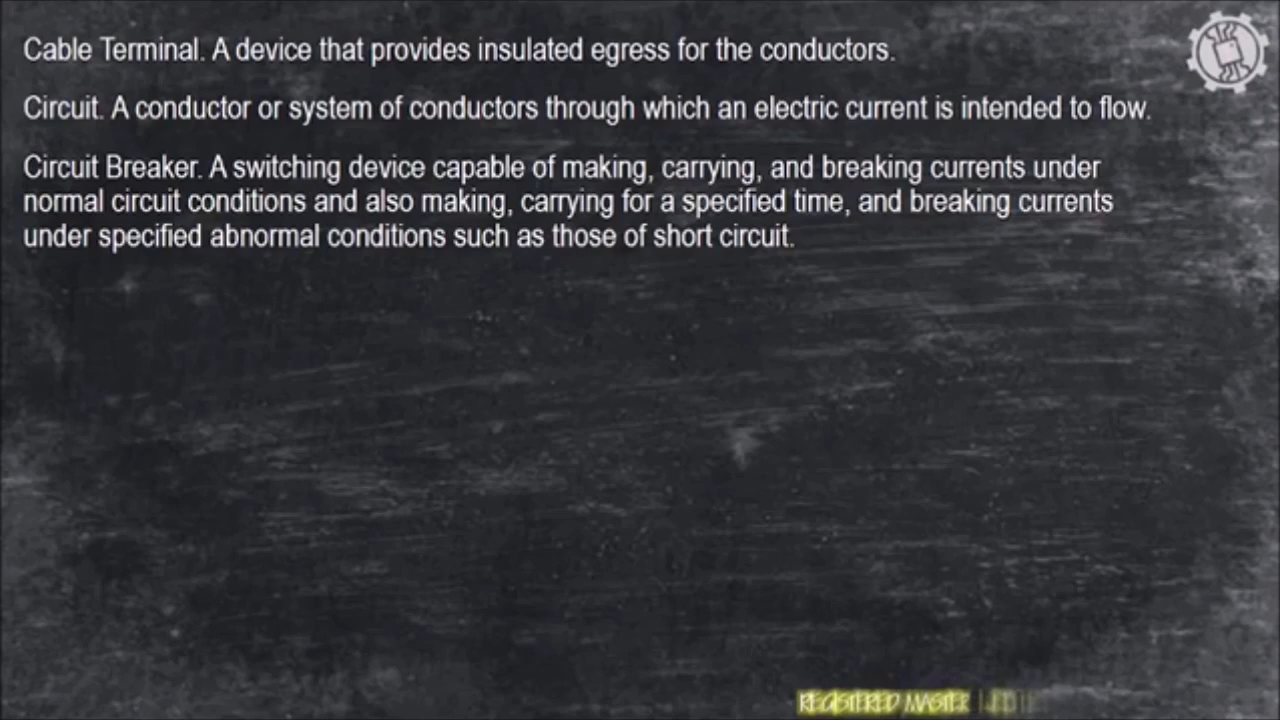 Cable Terminal. A device that provides insulated egress for the conductors.
Circuit. A conductor or system of conductors through which an electric current is intended to flow.
Circuit Breaker. A switching device capable of making, carrying, and breaking currents under
normal circuit conditions and also making, carrying for a specified time, and breaking currents
under specified abnormal conditions such as those of short circuit.
REGISTERED MASTER